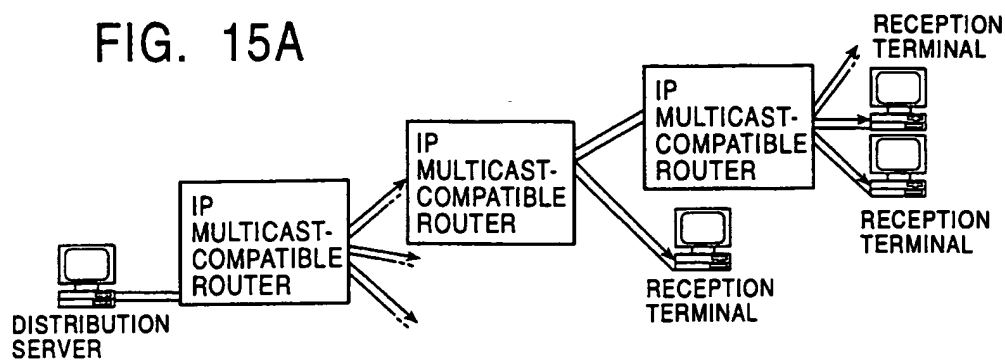 FIG. 15A
RECEPTION
TERMINAL
IP
MULTICAST-
COMPATIBLE
ROUTER
IP
MULTICAST-
COMPATIBLE
ROUTER
IP
MULTICAST-
COMPATIBLE
ROUTER
RECEPTION
TERMINAL
RECEPTION
TERMINAL
DISTRIBUTION
SERVER